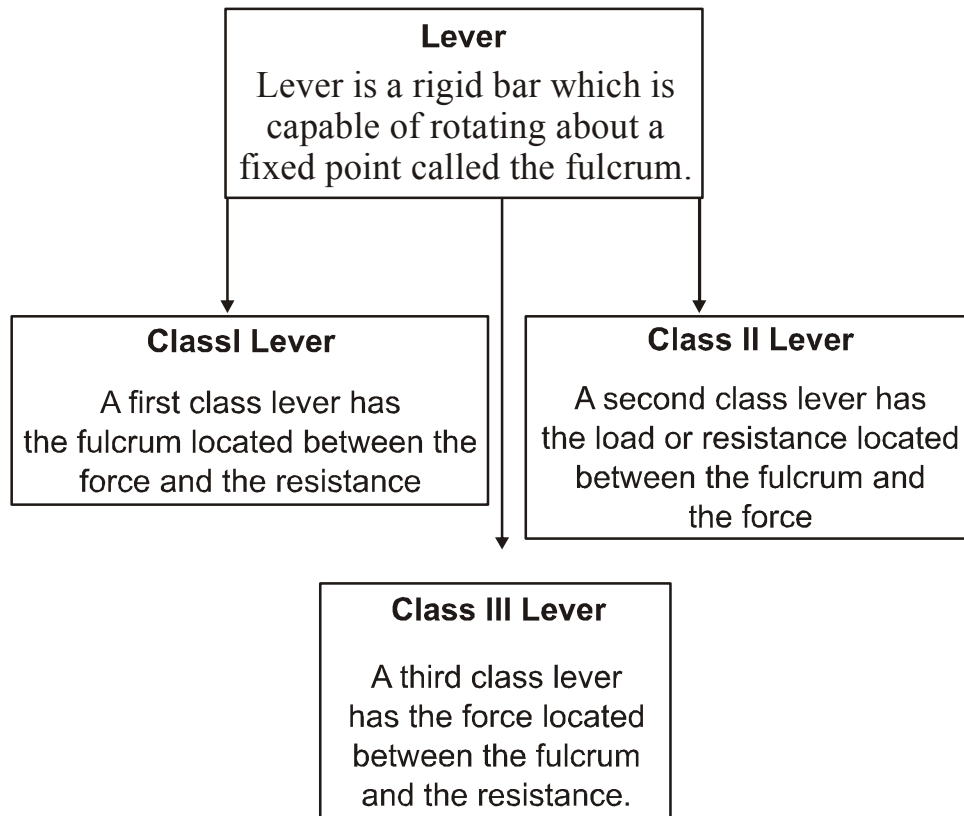 Lever
Lever is a rigid bar which is
capable of rotating about a
fixed point called the fulcrum.
ClassI Lever
A first class lever has
the fulcrum located between the
force and the resistance
Class II Lever
A second class lever has
the load or resistance located
between the fulcrum and
the force
Class III Lever
A third class lever
has the force located
between the fulcrum
and the resistance.